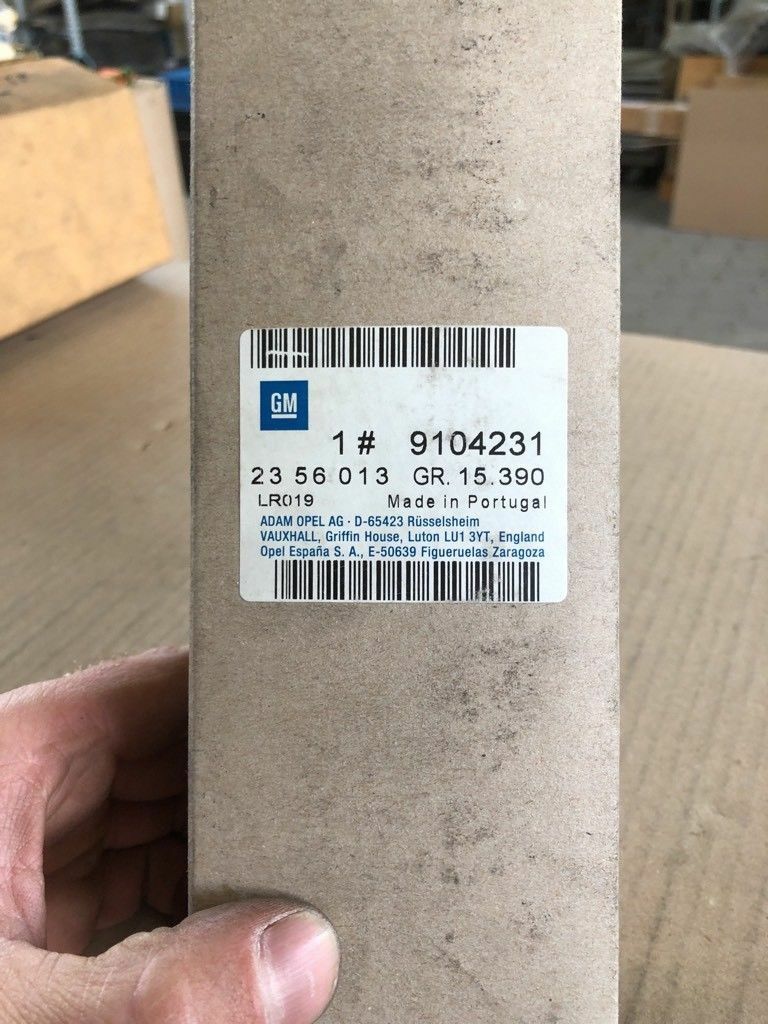 GM
1 # 9104231
23 56 013 GR. 15.390
LR019 Made in Portugal
ADAM OPEL AG · D-65423 Rüsselsheim
VAUXHALL, Griffin House, Luton LU1 3YT, England
Opel España S. A., E-50639 Figueruelas Zaragoza